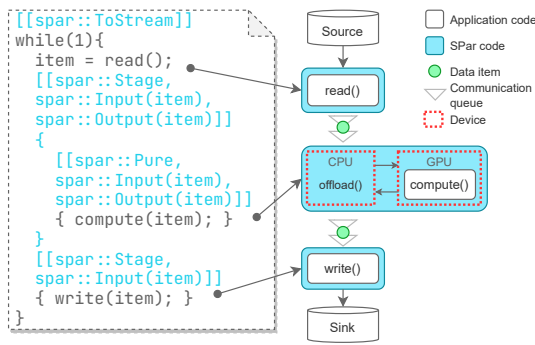 [[spar::ToStream]]
while(1){
item = read();
[[spar::Stage,
spar::Input(item),
spar::Output(item)]]
{
[[spar::Pure,
spar::Input(item),
spar::Output(item)]]
{ compute(item); }
}
[[spar::Stage,
spar::Input(item)]]
{ write(item); }
}
Source
read()
CPU
GPU
offload()
compute()
write()
Sink
Application code
SPar code
Data item
Communication
queue
Device